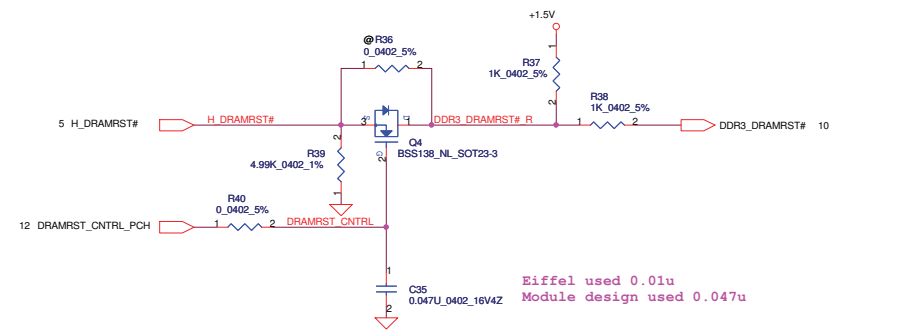 +1.5V
@ R36
0_0402_5%
1 2
1
R37
1K_0402_5%
2
R38
1K_0402_5%
1 2
5 H_DRAMRST#
H_DRAMRST#
3 S
D 1
DDR3_DRAMRST#_R
DDR3_DRAMRST# 10
Q4
BSS138_NL_SOT23-3
G
2
2
R39
4.99K_0402_1%
1
R40
0_0402_5%
12 DRAMRST_CNTRL_PCH
1 2
DRAMRST_CNTRL
1
C35
0.047U_0402_16V4Z
2
Eiffel used 0.01u
Module design used 0.047u